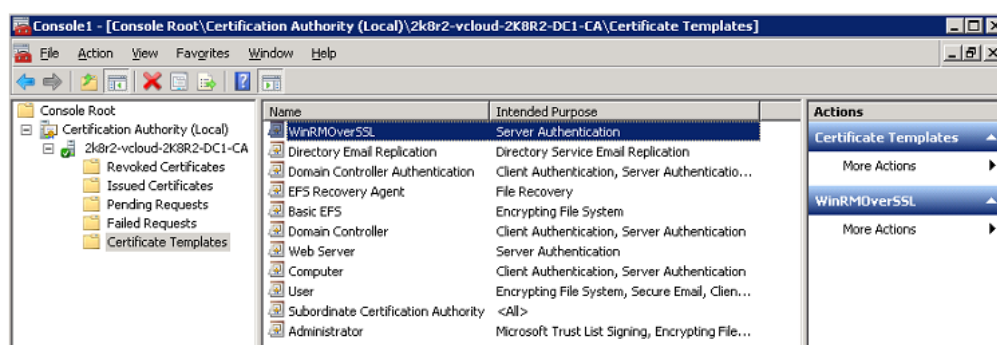 Console1 - [Console Root\Certification Authority (Local)\2k8r2-vcloud-2K8R2-DC1-CA\Certificate Templates]
File Action View Favorites Window Help
Console Root
Certification Authority (Local)
2k8r2-vcloud-2K8R2-DC1-CA
Revoked Certificates
Issued Certificates
Pending Requests
Failed Requests
Certificate Templates
Name Intended Purpose
WinRMOverSSL Server Authentication
Directory Email Replication Directory Service Email Replication
Domain Controller Authentication Client Authentication, Server Authenticatio...
EFS Recovery Agent File Recovery
Basic EFS Encrypting File System
Domain Controller Client Authentication, Server Authentication
Web Server Server Authentication
Computer Client Authentication, Server Authentication
User Encrypting File System, Secure Email, Clien...
Subordinate Certification Authority <All>
Administrator Microsoft Trust List Signing, Encrypting File...
Actions
Certificate Templates
More Actions
WinRMOverSSL
More Actions